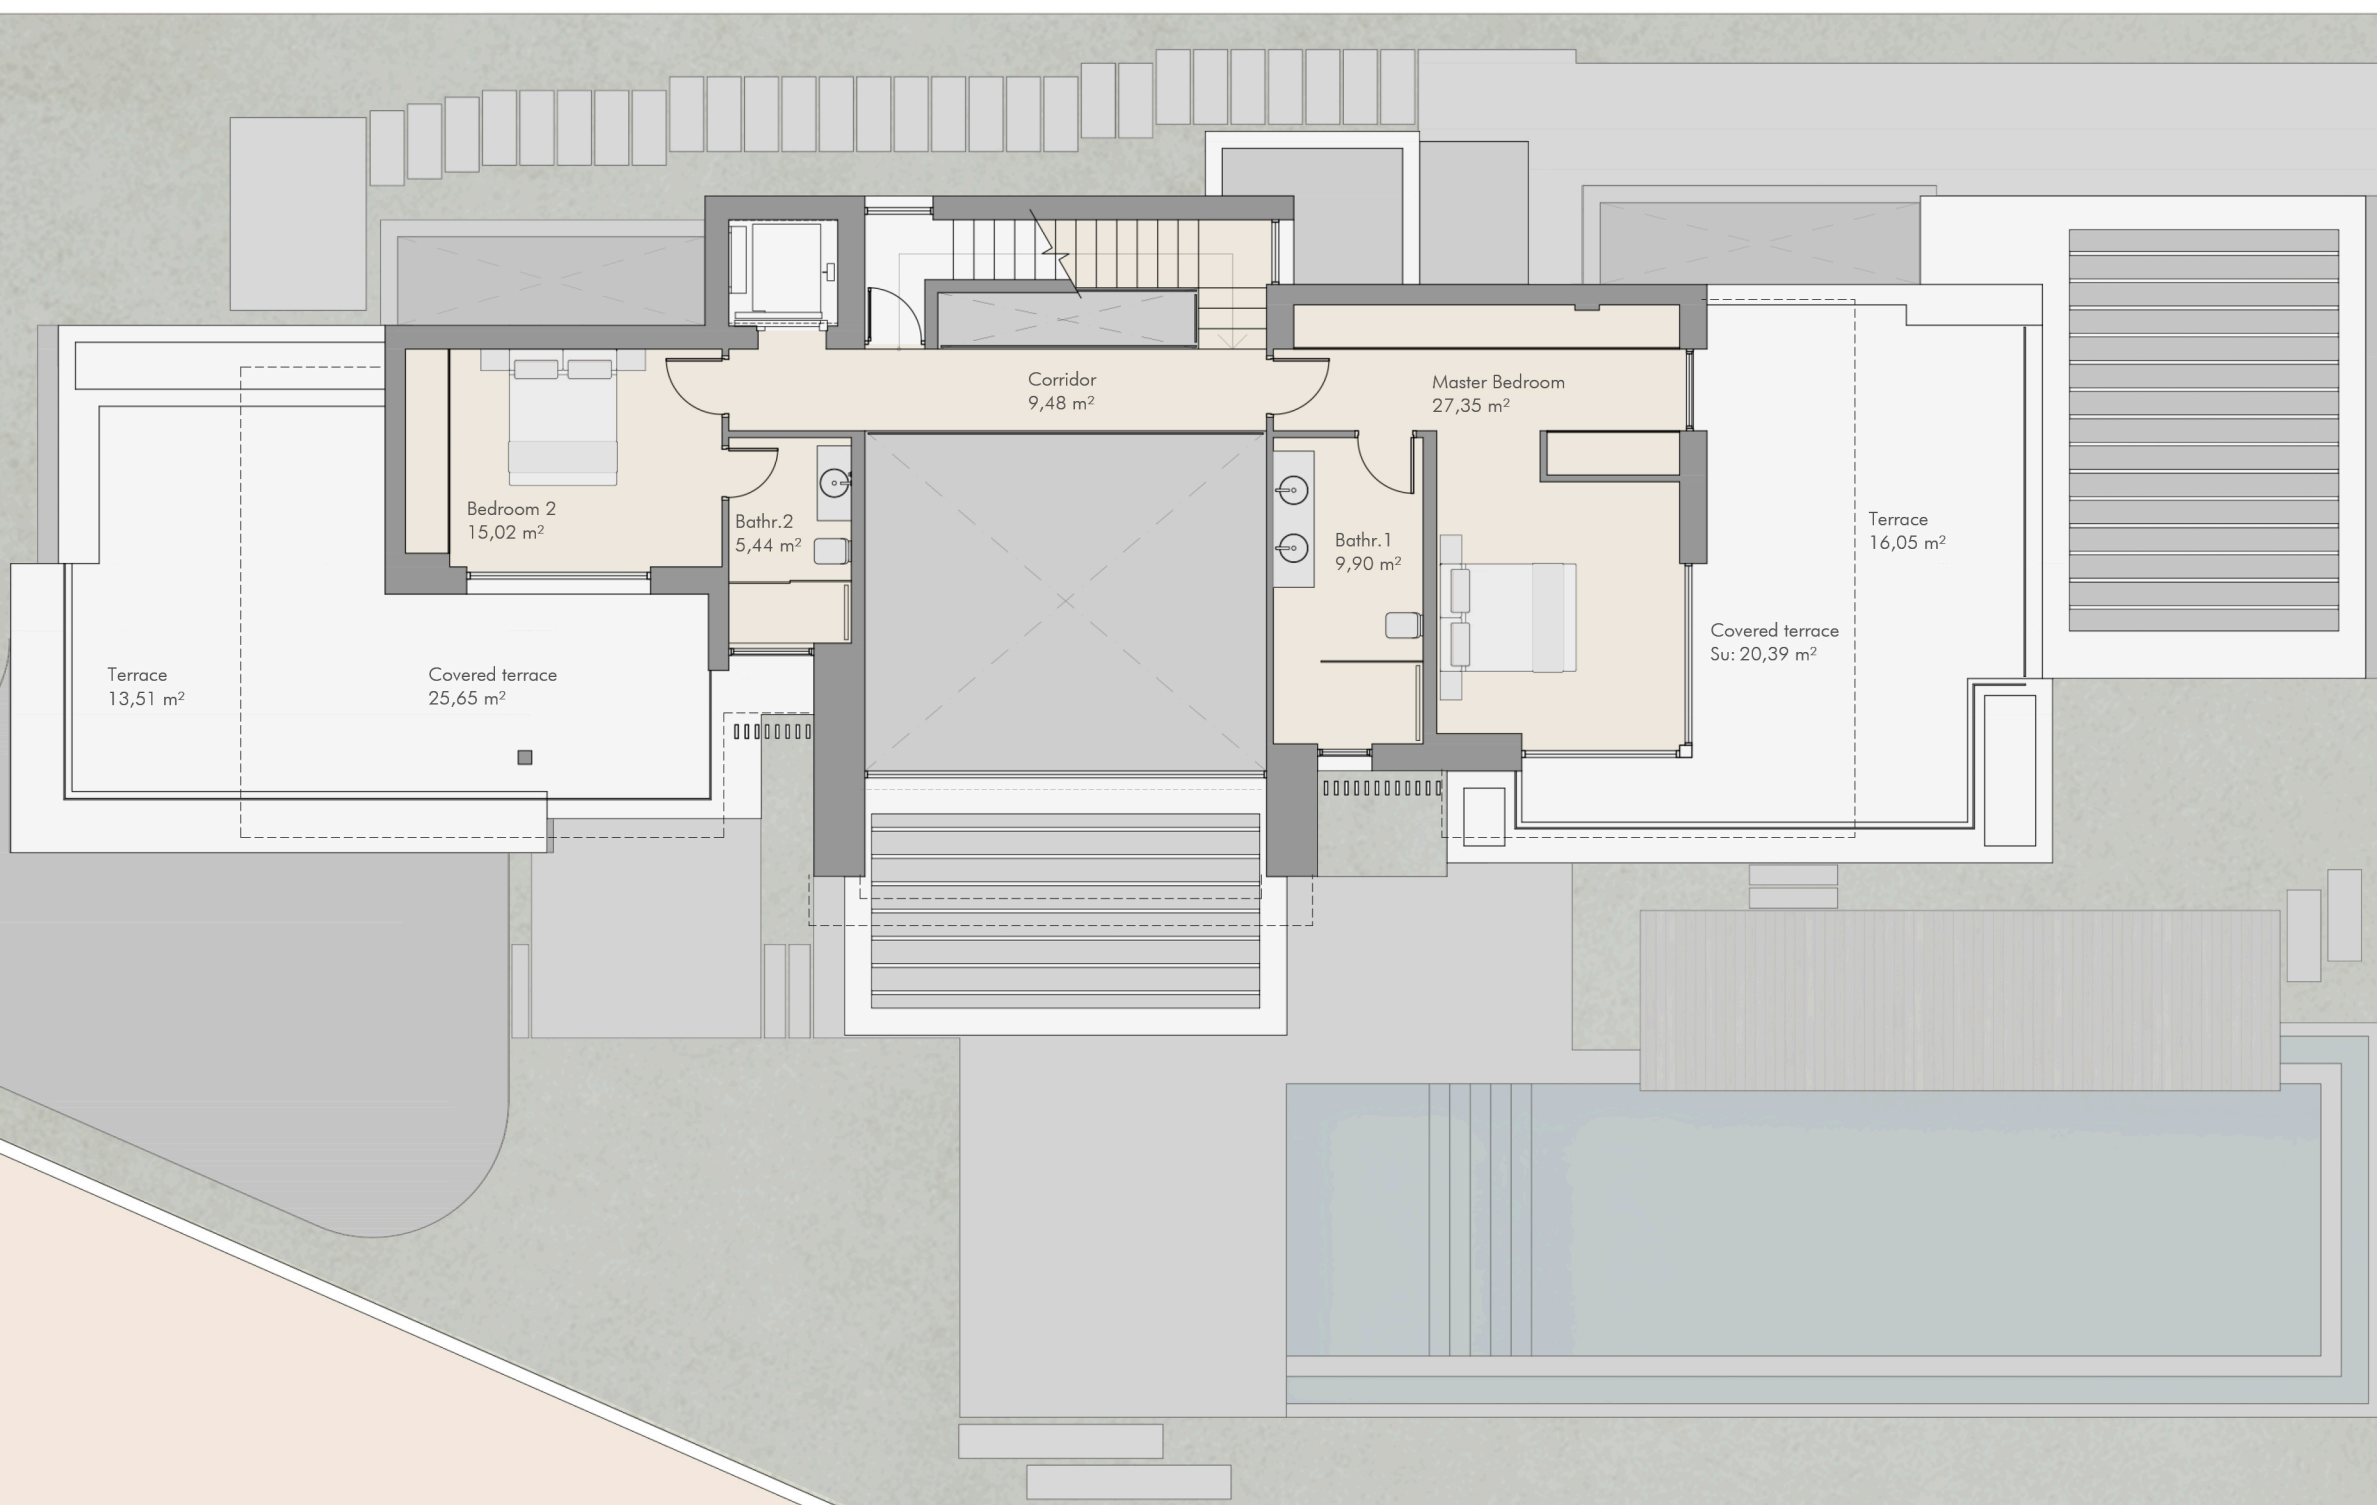 Corridor
9,48 m²
Master Bedroom
27,35 m²
Bedroom 2
15,02 m²
Bathr.2
5,44 m²
Bathr.1
9,90 m²
Terrace
16,05 m²
Covered terrace
Su: 20,39 m²
Terrace
13,51 m²
Covered terrace
25,65 m²